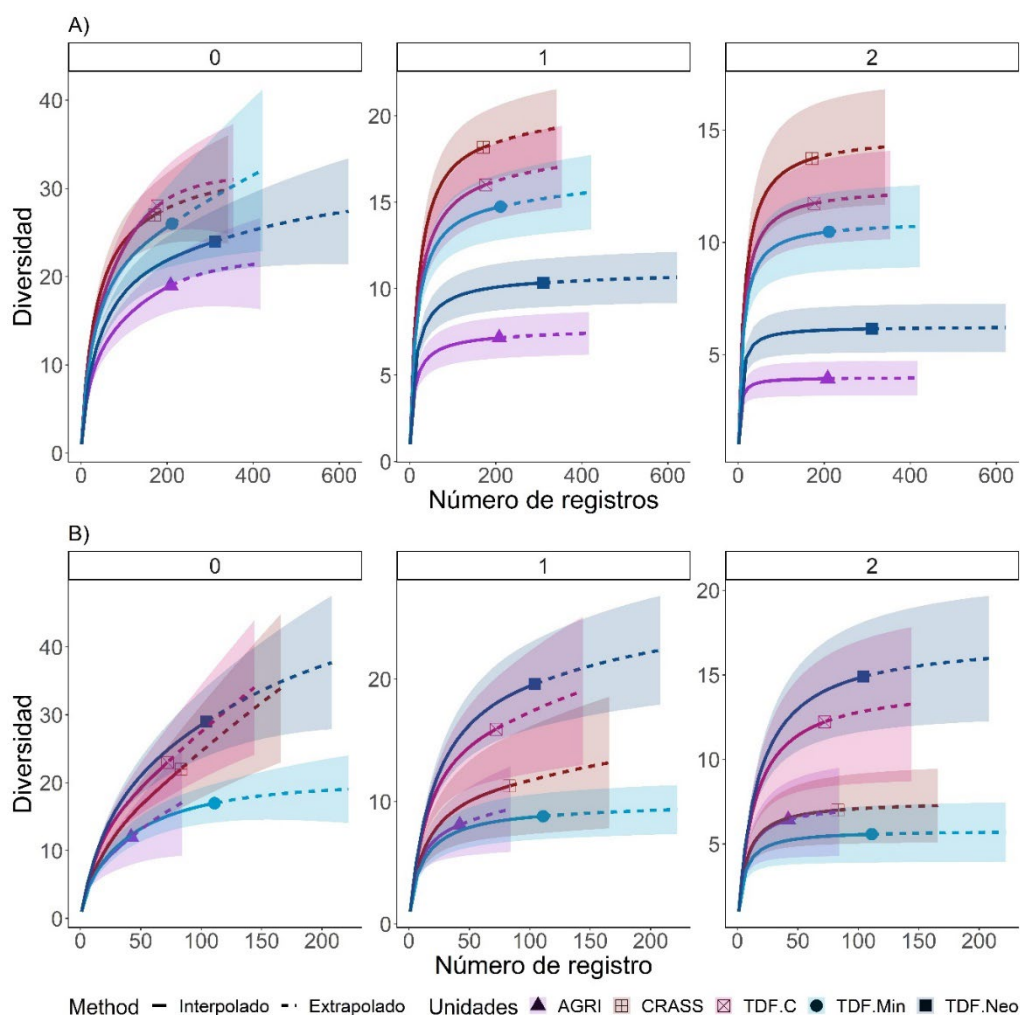 A)
0 1 2
Diversidad
40
30
20
10
0
20
15
10
5
0
15
10
5
0 200 400 600 0 200 400 600 0 200 400 600
Número de registros
B)
0 1 2
Diversidad
40
30
20
10
0
20
10
0
20
15
10
5
0 50 100 150 200 0 50 100 150 200 0 50 100 150 200
Número de registro
Method Interpolado Extrapolado Unidades AGRI CRASS TDF.C TDF.Min TDF.Neo